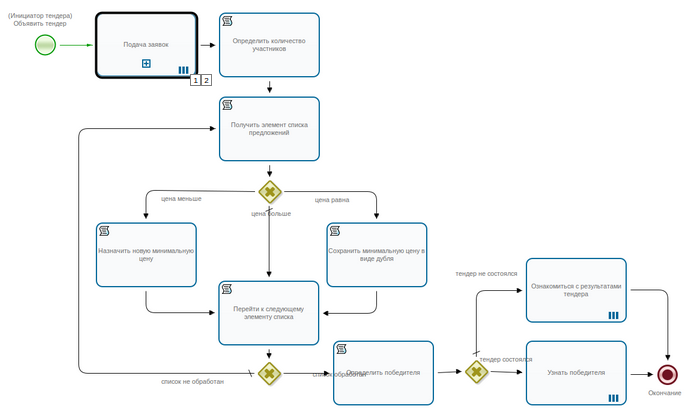 (Инициатор тендера)
Объявить тендер
Подача заявок
Определить количество
участников
1 2
Получить элемент списка
предложений
цена меньше
цена больше
цена равна
Назначить новую минимальную
цену
Сохранить минимальную цену в
виде дубля
Перейти к следующему
элементу списка
тендер не состоялся
Ознакомиться с результатами
тендера
список не обработан
список обработан
Определить победителя
тендер состоялся
Узнать победителя
Окончание